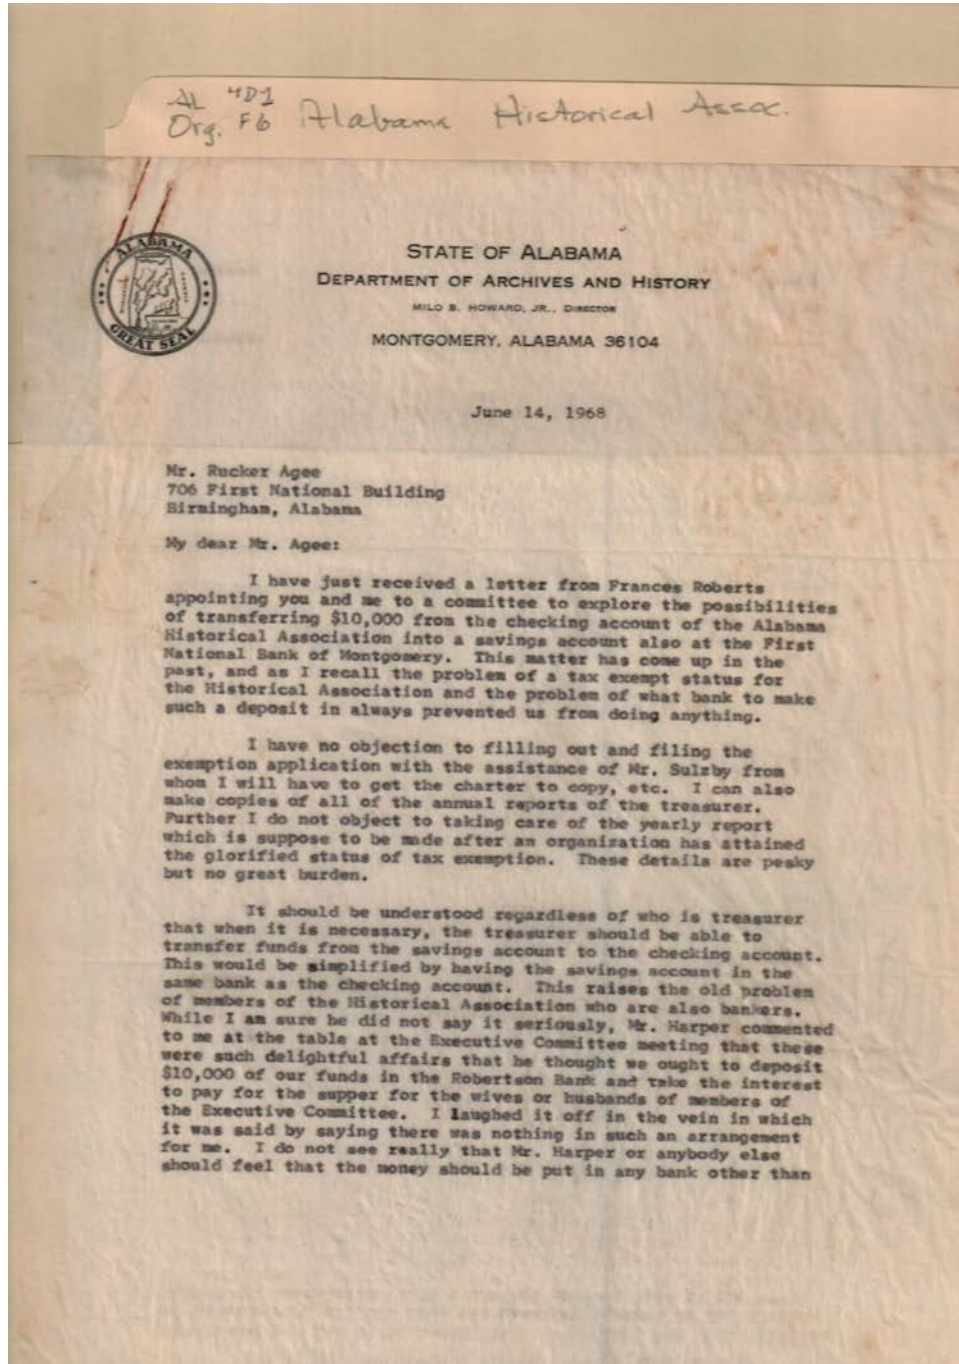 AL 4D1
Org. F6 Alabama Historical Assoc.
ALABAMA
GREAT SEAL
STATE OF ALABAMA
DEPARTMENT OF ARCHIVES AND HISTORY
MILO B. HOWARD, JR., DIRECTOR
MONTGOMERY, ALABAMA 36104
June 14, 1968
Mr. Rucker Agee
706 First National Building
Birmingham, Alabama
My dear Mr. Agee:
I have just received a letter from Frances Roberts
appointing you and me to a committee to explore the possibilities
of transferring $10,000 from the checking account of the Alabama
Historical Association into a savings account also at the First
National Bank of Montgomery. This matter has come up in the
past, and as I recall the problem of a tax exempt status for
the Historical Association and the problem of what bank to make
such a deposit in always prevented us from doing anything.
I have no objection to filling out and filing the
exemption application with the assistance of Mr. Sulzby from
whom I will have to get the charter to copy, etc. I can also
make copies of all of the annual reports of the treasurer.
Further I do not object to taking care of the yearly report
which is suppose to be made after an organization has attained
the glorified status of tax exemption. These details are pesky
but no great burden.
It should be understood regardless of who is treasurer
that when it is necessary, the treasurer should be able to
transfer funds from the savings account to the checking account.
This would be simplified by having the savings account in the
same bank as the checking account. This raises the old problem
of members of the Historical Association who are also bankers.
While I am sure he did not say it seriously, Mr. Harper commented
to me at the table at the Executive Committee meeting that these
were such delightful affairs that he thought we ought to deposit
$10,000 of our funds in the Robertson Bank and take the interest
to pay for the supper for the wives or husbands of members of
the Executive Committee. I laughed it off in the vein in which
it was said by saying there was nothing in such an arrangement
for me. I do not see really that Mr. Harper or anybody else
should feel that the money should be put in any bank other than